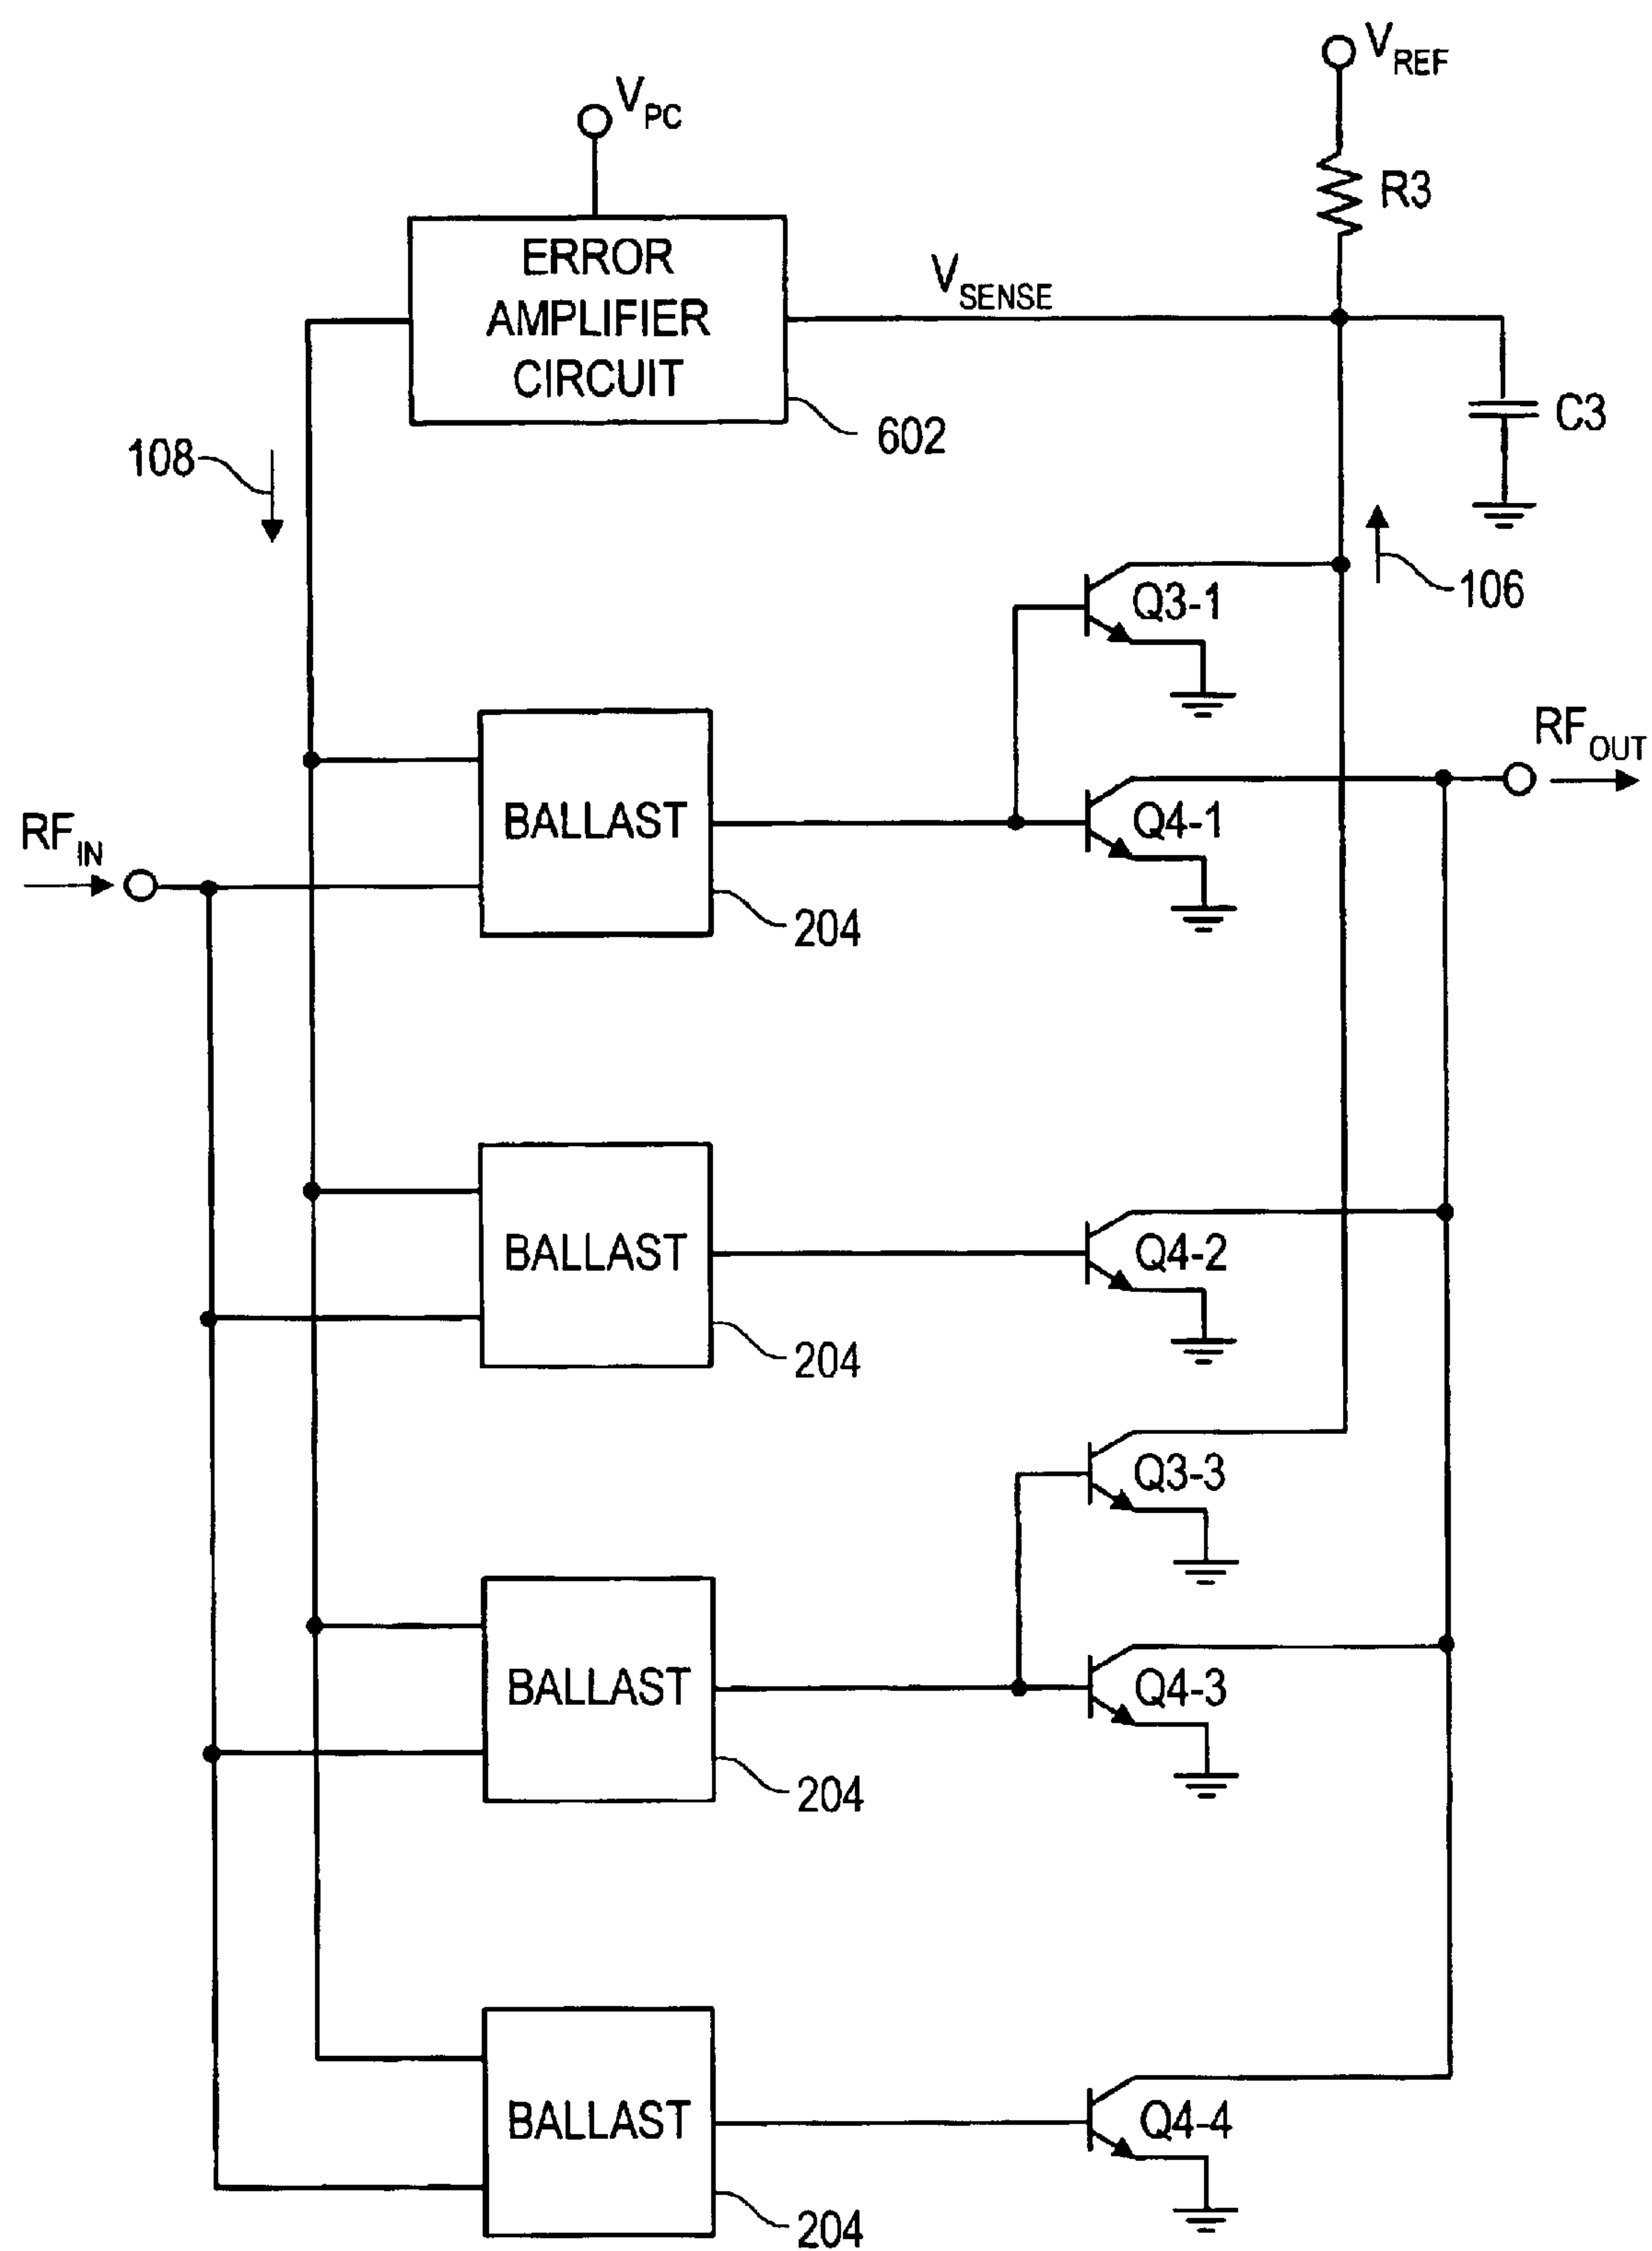 VREF
VPC
R3
ERROR
AMPLIFIER
CIRCUIT
VSENSE
C3
602
108
Q3-1
106
RFOUT
BALLAST
Q4-1
RFIN
204
BALLAST
Q4-2
204
Q3-3
BALLAST
Q4-3
204
BALLAST
Q4-4
204